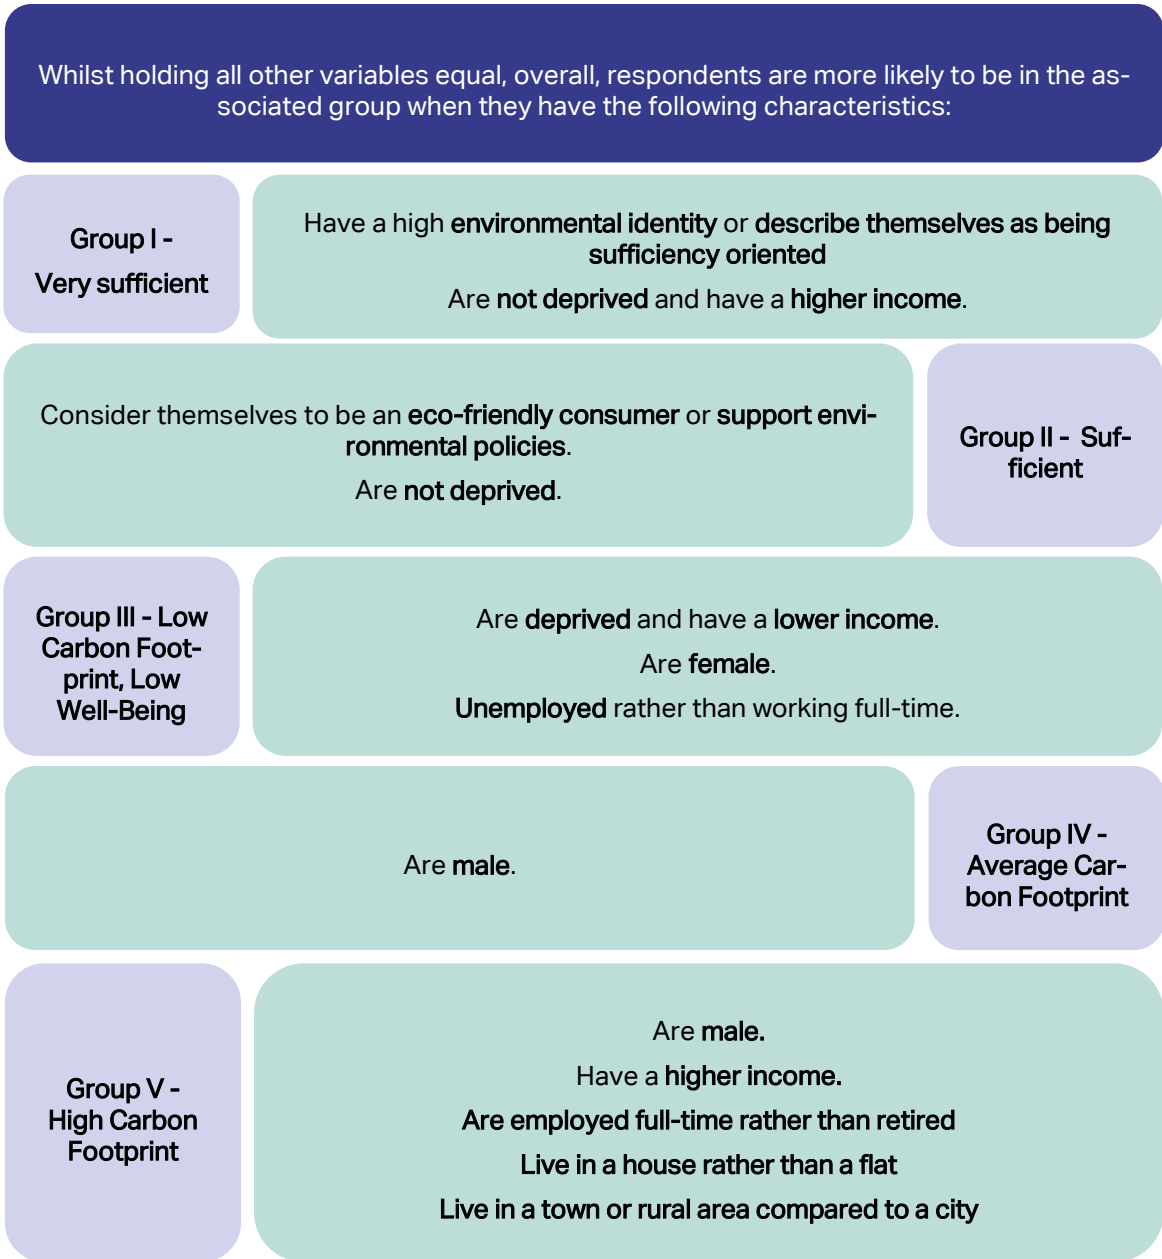 Whilst holding all other variables equal, overall, respondents are more likely to be in the as-
sociated group when they have the following characteristics:
Group I -
Very sufficient
Have a high environmental identity or describe themselves as being
sufficiency oriented
Are not deprived and have a higher income.
Consider themselves to be an eco-friendly consumer or support envi-
ronmental policies.
Are not deprived.
Group II - Suf-
ficient
Group III - Low
Carbon Foot-
print, Low
Well-Being
Are deprived and have a lower income.
Are female.
Unemployed rather than working full-time.
Are male.
Group IV -
Average Car-
bon Footprint
Group V -
High Carbon
Footprint
Are male.
Have a higher income.
Are employed full-time rather than retired
Live in a house rather than a flat
Live in a town or rural area compared to a city